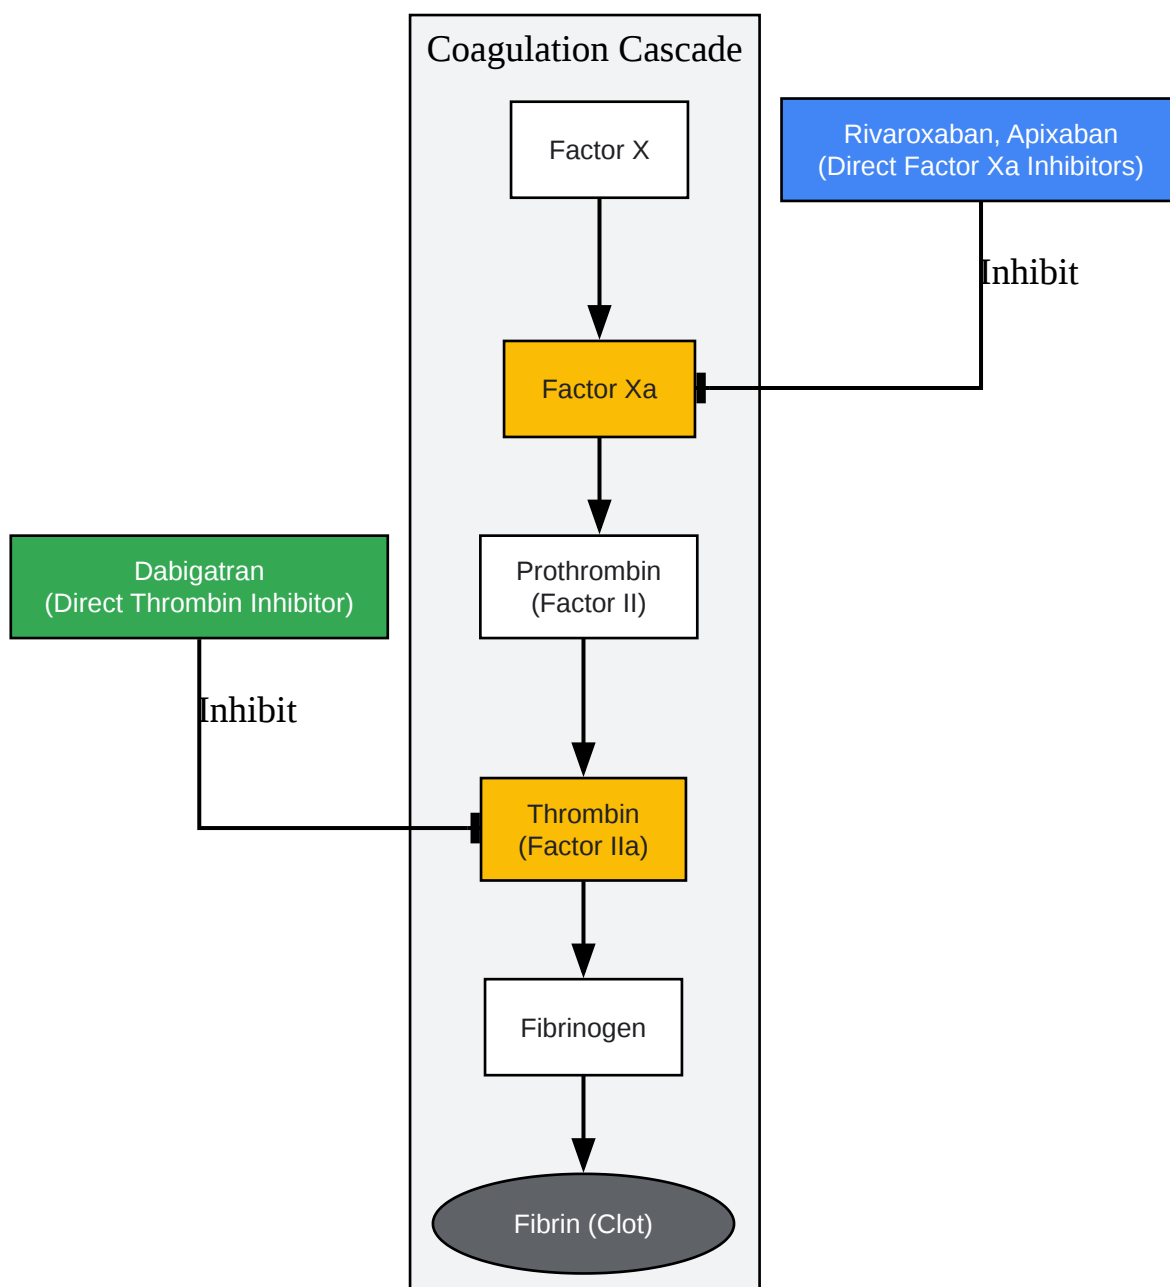 Coagulation Cascade
Factor X
Rivaroxaban, Apixaban
(Direct Factor Xa Inhibitors)
Inhibit
Factor Xa
Dabigatran
(Direct Thrombin Inhibitor)
Prothrombin
(Factor II)
Inhibit
Thrombin
(Factor IIa)
Fibrinogen
Fibrin (Clot)